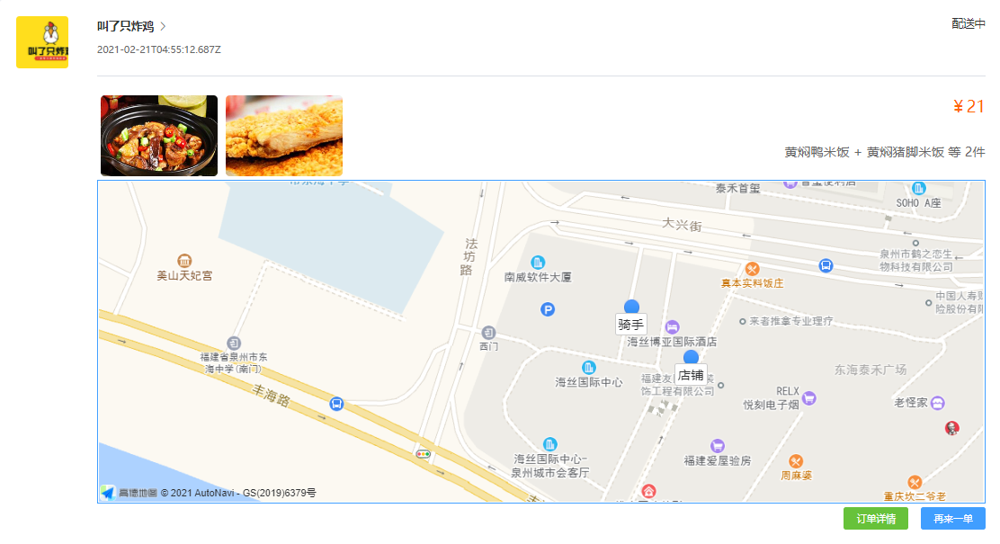 叫了只炸鸡
叫了只炸鸡 >
配送中
2021-02-21T04:55:12.687Z
¥21
黄焖鸭米饭 + 黄焖猪脚米饭 等 2件
泰禾首玺
SOHO A座
大兴街
法坊路
泉州市鹤之恋生
物科技有限公司
美山天妃宫
南威软件大厦
真本实料饭庄
中国人寿财
险股份有限
P
骑手
来者推拿专业理疗
海丝博亚国际酒店
西门
福建省泉州市东
海中学(南门)
店铺
东海泰禾广场
海丝国际中心
福建友
装
饰工程有限公司
RELX
悦刻电子烟
老怪家
丰海路
海丝国际中心-
泉州城市会客厅
福建爱屋验房
周麻婆
重庆坎二爷老
高德地图 © 2021 AutoNavi - GS(2019)6379号
订单详情
再来一单